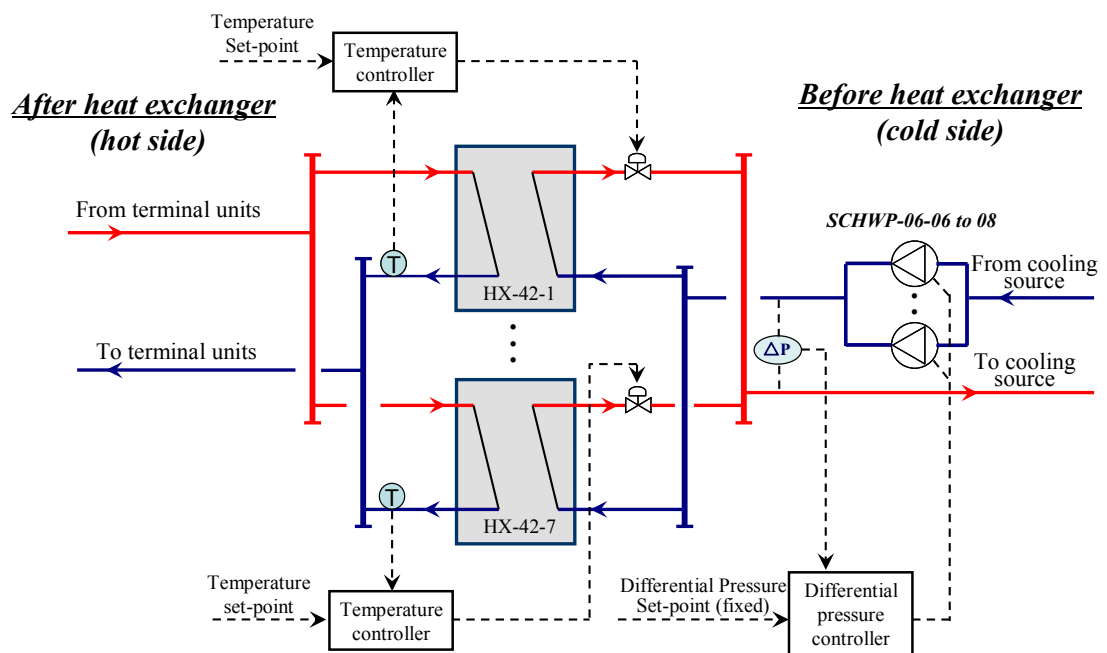 Temperature
Set-point
Temperature
controller
After heat exchanger
(hot side)
Before heat exchanger
(cold side)
From terminal units
SCHWP-06-06 to 08
T
HX-42-1
From cooling
source
To terminal units
ΔP
To cooling
source
T
HX-42-7
Temperature
set-point
Temperature
controller
Differential Pressure
Set-point (fixed)
Differential
pressure
controller